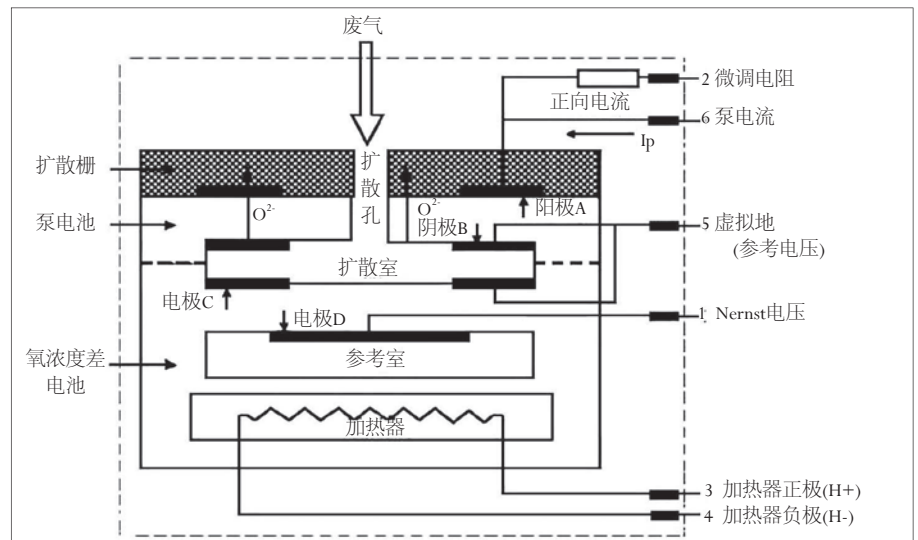 废气
2 微调电阻
正向电流
6 泵电流
Ip
扩散栅
扩散孔
O²⁻
O²⁻
阳极A
泵电池
阴极B
5 虚拟地
(参考电压)
扩散室
电极C
电极D
1 Nernst电压
氧浓度差
电池
参考室
加热器
3 加热器正极(H+)
4 加热器负极(H-)